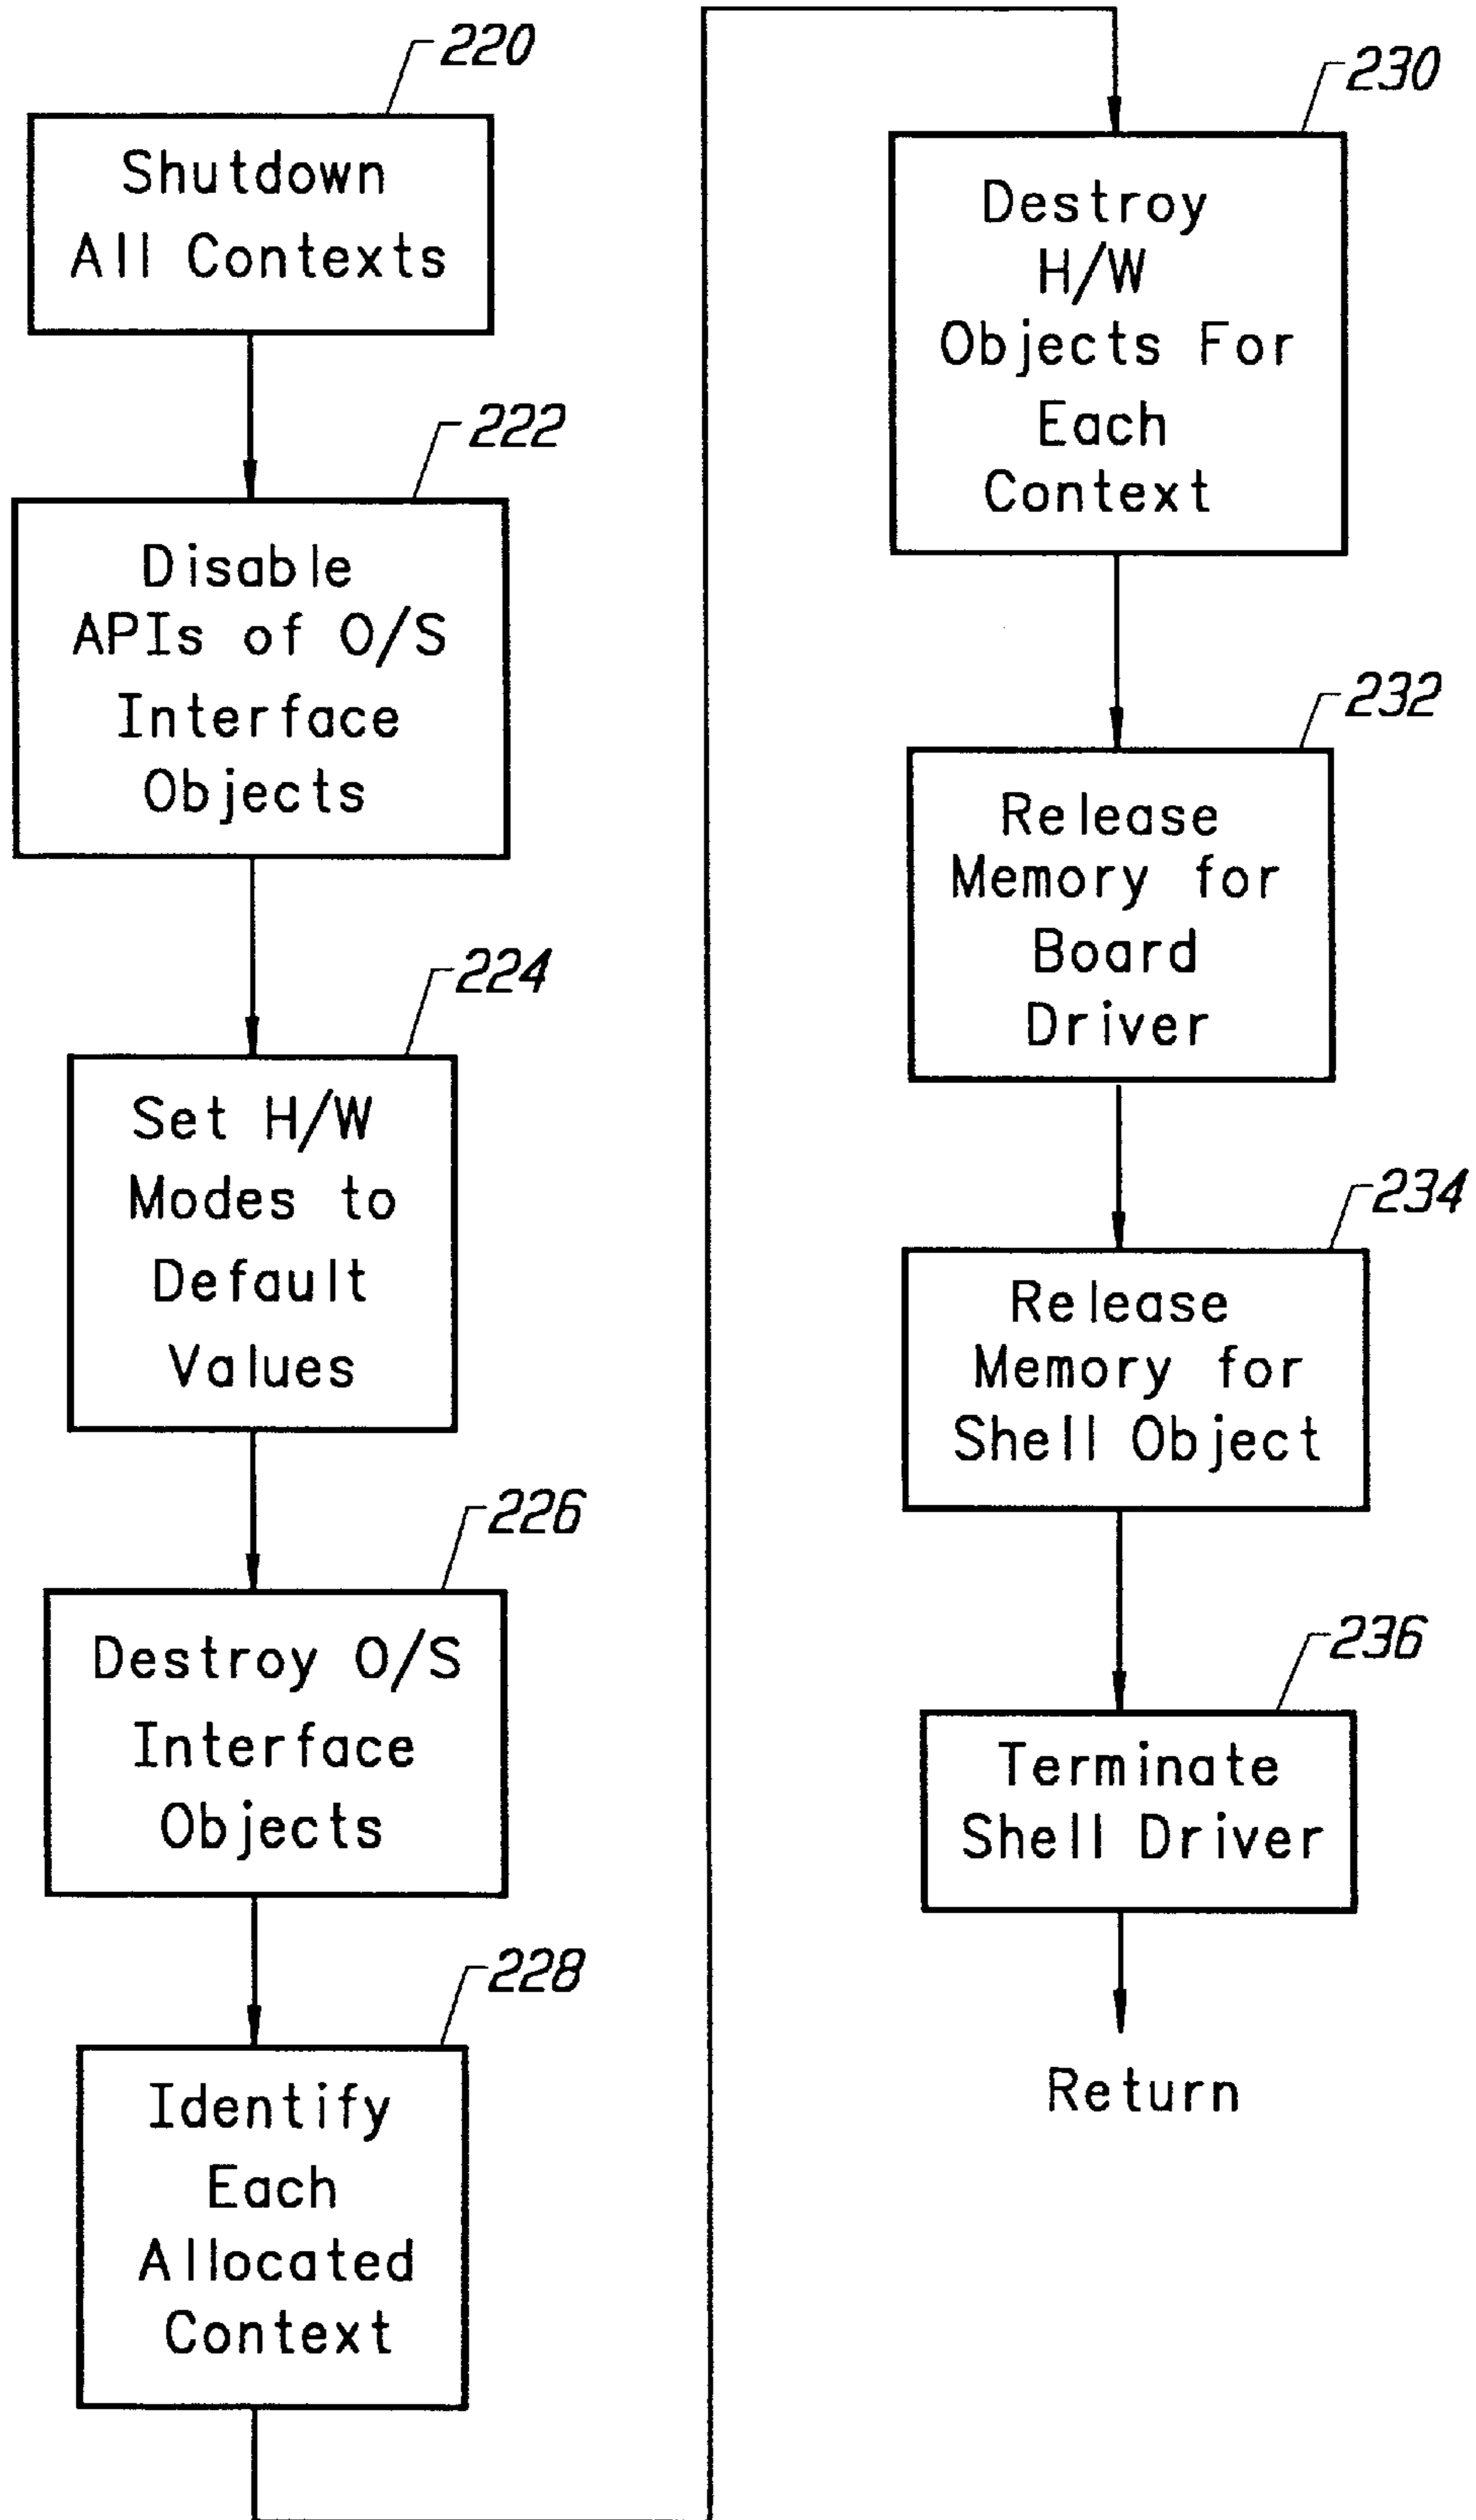 220
Shutdown
All Contexts
222
Disable
APIs of O/S
Interface
Objects
224
Set H/W
Modes to
Default
Values
226
Destroy O/S
Interface
Objects
228
Identify
Each
Allocated
Context
230
Destroy
H/W
Objects For
Each
Context
232
Release
Memory for
Board
Driver
234
Release
Memory for
Shell Object
236
Terminate
Shell Driver
Return